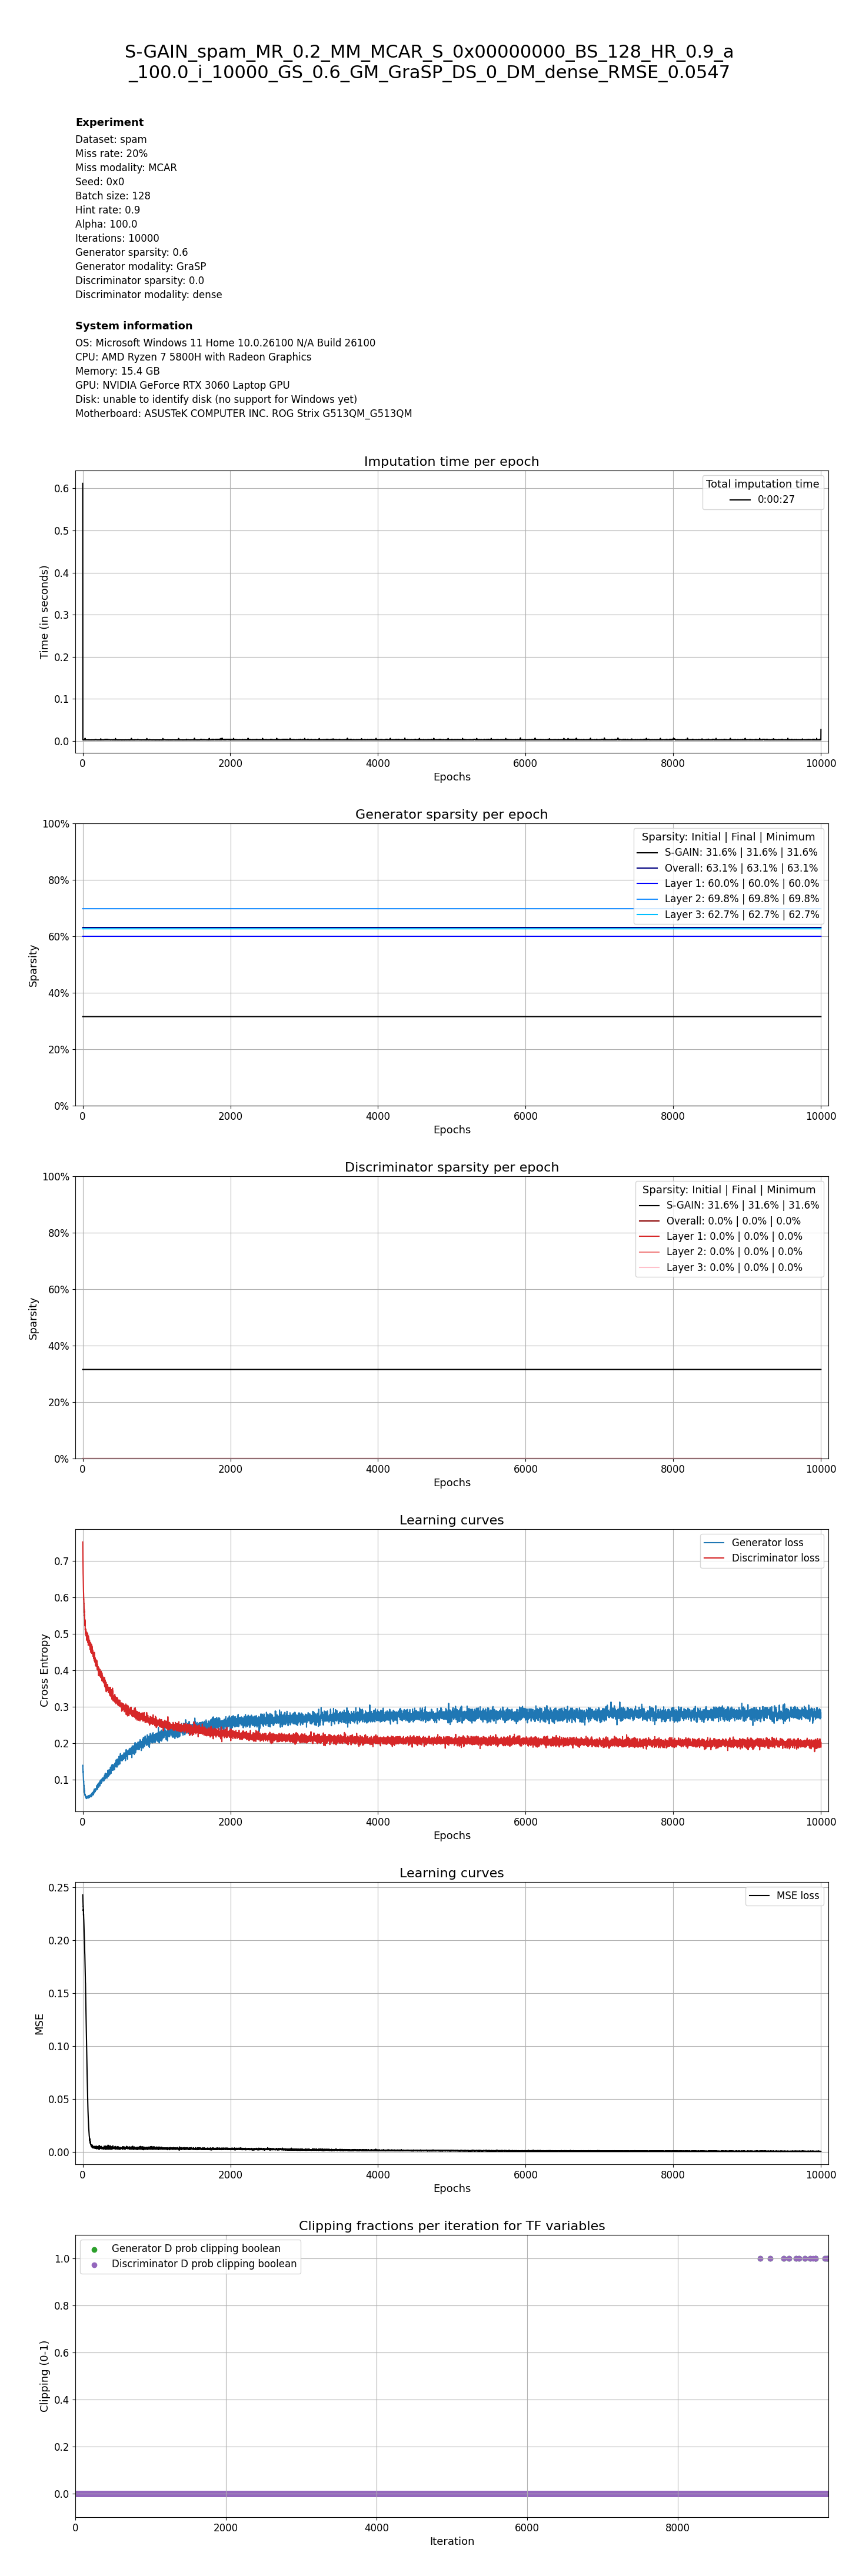 S-GAIN_spam_MR_0.2_MM_MCAR_S_0x00000000_BS_128_HR_0.9_a
_100.0_i_10000_GS_0.6_GM_GraSP_DS_0_DM_dense_RMSE_0.0547
Experiment
Dataset: spam
Miss rate: 20%
Miss modality: MCAR
Seed: 0x0
Batch size: 128
Hint rate: 0.9
Alpha: 100.0
Iterations: 10000
Generator sparsity: 0.6
Generator modality: GraSP
Discriminator sparsity: 0.0
Discriminator modality: dense
System information
OS: Microsoft Windows 11 Home 10.0.26100 N/A Build 26100
CPU: AMD Ryzen 7 5800H with Radeon Graphics
Memory: 15.4 GB
GPU: NVIDIA GeForce RTX 3060 Laptop GPU
Disk: unable to identify disk (no support for Windows yet)
Motherboard: ASUSTeK COMPUTER INC. ROG Strix G513QM_G513QM
Imputation time per epoch
Total imputation time
0:00:27
0.6
0.5
0.4
0.3
0.2
0.1
0.0
Time (in seconds)
0 2000 4000 6000 8000 10000
Epochs
Generator sparsity per epoch
Sparsity: Initial | Final | Minimum
S-GAIN: 31.6% | 31.6% | 31.6%
Overall: 63.1% | 63.1% | 63.1%
Layer 1: 60.0% | 60.0% | 60.0%
Layer 2: 69.8% | 69.8% | 69.8%
Layer 3: 62.7% | 62.7% | 62.7%
100%
80%
60%
40%
20%
0%
Sparsity
0 2000 4000 6000 8000 10000
Epochs
Discriminator sparsity per epoch
Sparsity: Initial | Final | Minimum
S-GAIN: 31.6% | 31.6% | 31.6%
Overall: 0.0% | 0.0% | 0.0%
Layer 1: 0.0% | 0.0% | 0.0%
Layer 2: 0.0% | 0.0% | 0.0%
Layer 3: 0.0% | 0.0% | 0.0%
100%
80%
60%
40%
20%
0%
Sparsity
0 2000 4000 6000 8000 10000
Epochs
Learning curves
Generator loss
Discriminator loss
0.7
0.6
0.5
0.4
0.3
0.2
0.1
Cross Entropy
0 2000 4000 6000 8000 10000
Epochs
Learning curves
MSE loss
0.25
0.20
0.15
0.10
0.05
0.00
MSE
0 2000 4000 6000 8000 10000
Epochs
Clipping fractions per iteration for TF variables
Generator D prob clipping boolean
Discriminator D prob clipping boolean
1.0
0.8
0.6
0.4
0.2
0.0
Clipping (0-1)
0 2000 4000 6000 8000
Iteration